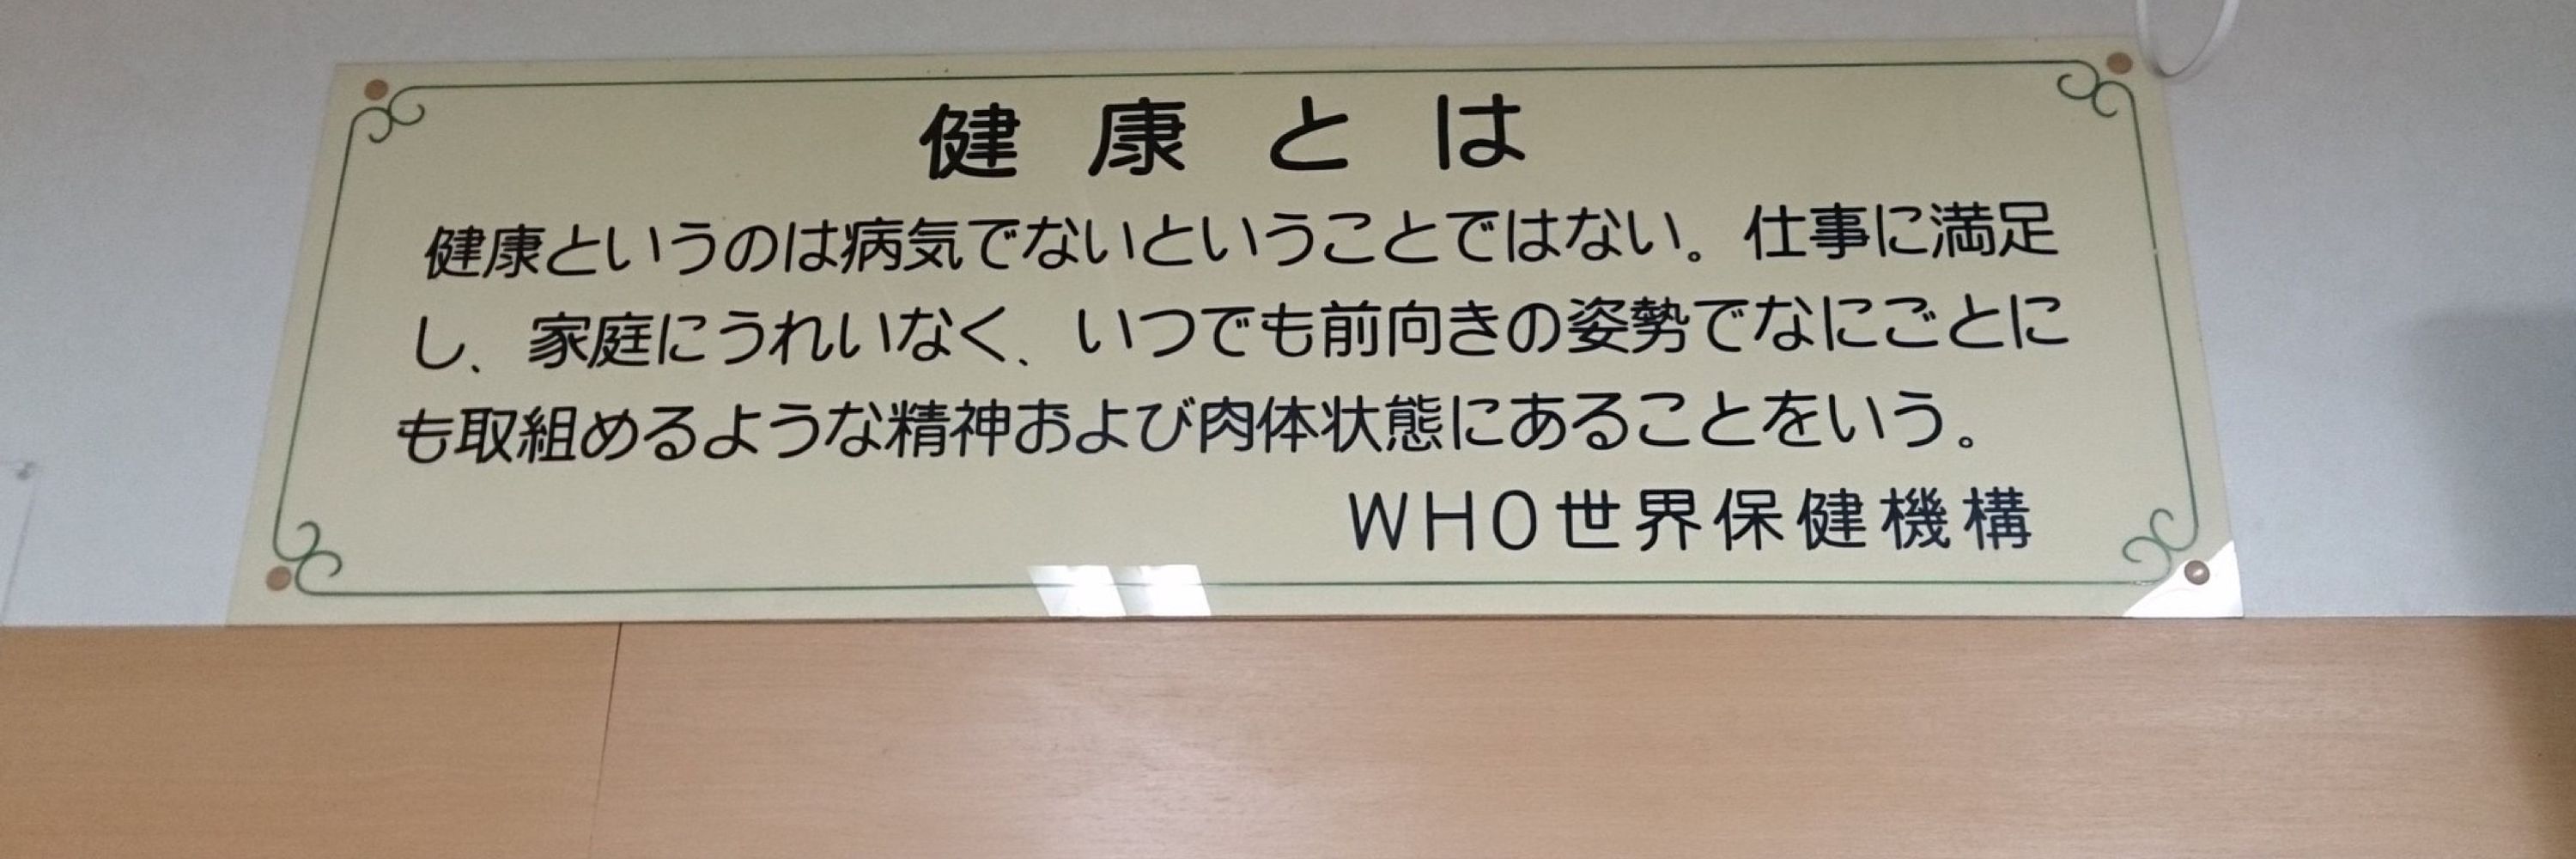 健康とは
健康というのは病気でないということではない。仕事に満足
し、家庭にうれいなく、いつでも前向きの姿勢でなにごとに
も取組めるような精神および肉体状態にあることをいう。
WHO世界保健機構